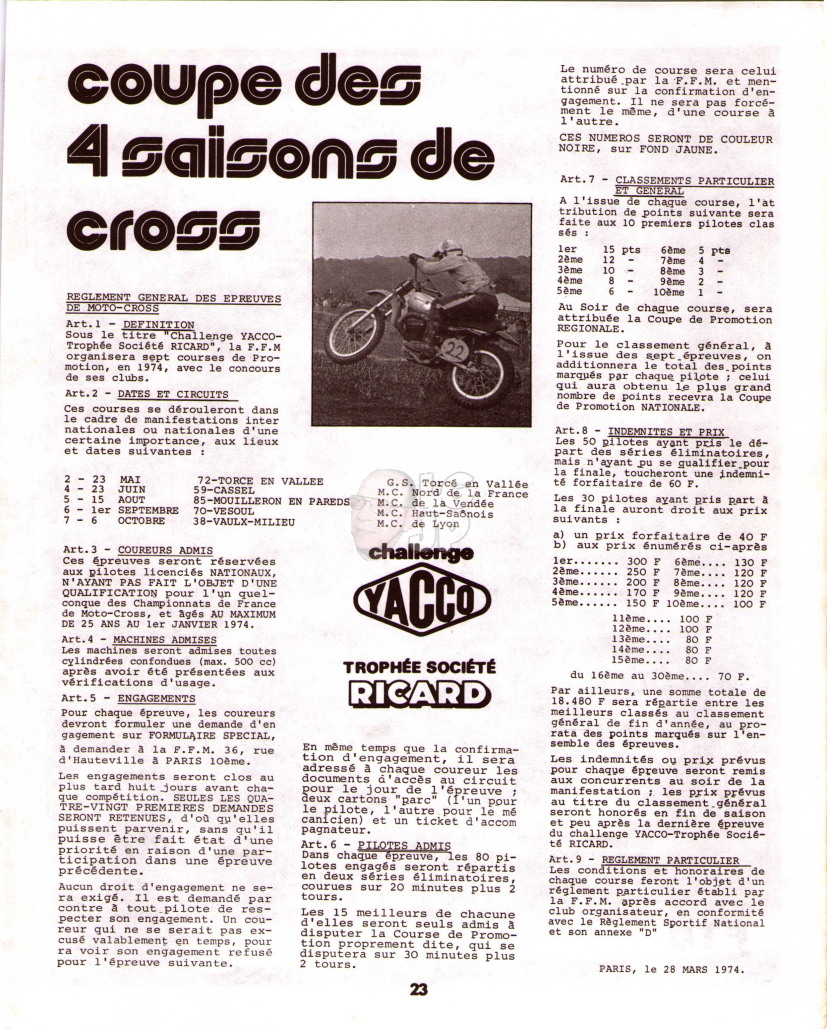 coupe des
4 saisons de
cross
22
REGLEMENT GENERAL DES EPREUVES
DE MOTO-CROSS
Art.1 - DEFINITION
Sous le titre "Challenge YACCO-
Trophée Société RICARD", la F.F.M
organisera sept courses de Pro-
motion, en 1974, avec le concours
de ses clubs.
Art.2 - DATES ET CIRCUITS
Ces courses se dérouleront dans
le cadre de manifestations inter
nationales ou nationales d'une
certaine importance, aux lieux
et dates suivantes :
2 - 23 MAI 72-TORCE EN VALLEE G.S. Torcé en Vallée
4 - 23 JUIN 59-CASSEL M.C. Nord de la France
5 - 15 AOUT 85-MOUILLERON EN PAREDS M.C. de la Vendée
6 - 1er SEPTEMBRE 70-VESOUL M.C. Haut-Saônois
7 - 6 OCTOBRE 38-VAULX-MILIEU M.C. de Lyon
Art.3 - COUREURS ADMIS
Ces épreuves seront réservées
aux pilotes licenciés NATIONAUX,
N'AYANT PAS FAIT L'OBJET D'UNE
QUALIFICATION pour l'un quel-
conque des Championnats de France
de Moto-Cross, et âgés AU MAXIMUM
DE 25 ANS AU 1er JANVIER 1974.
Art.4 - MACHINES ADMISES
Les machines seront admises toutes
cylindrées confondues (max. 500 cc)
après avoir été présentées aux
vérifications d'usage.
Art.5 - ENGAGEMENTS
Pour chaque épreuve, les coureurs
devront formuler une demande d'en
gagement sur FORMULAIRE SPECIAL,
à demander à la F.F.M. 36, rue
d'Hauteville à PARIS 10ème.
Les engagements seront clos au
plus tard huit jours avant cha-
que compétition. SEULES LES QUA-
TRE-VINGT PREMIERES DEMANDES
SERONT RETENUES, d'où qu'elles
puissent parvenir, sans qu'il
puisse être fait état d'une
priorité en raison d'une par-
ticipation dans une épreuve
précédente.
Aucun droit d'engagement ne se-
ra exigé. Il est demandé par
contre à tout pilote de res-
pecter son engagement. Un cou-
reur qui ne se serait pas ex-
cusé valablement en temps, pour
ra voir son engagement refusé
pour l'épreuve suivante.
challenge
YACCO
TROPHÉE SOCIÉTÉ
RICARD
En même temps que la confirma-
tion d'engagement, il sera
adressé à chaque coureur les
documents d'accès au circuit
pour le jour de l'épreuve ;
deux cartons "parc" (l'un pour
le pilote, l'autre pour le mé
canicien) et un ticket d'accom
pagnateur.
Art.6 - PILOTES ADMIS
Dans chaque épreuve, les 80 pi-
lotes engagés seront répartis
en deux séries éliminatoires,
courues sur 20 minutes plus 2
tours.
Les 15 meilleurs de chacune
d'elles seront seuls admis à
disputer la Course de Promo-
tion proprement dite, qui se
disputera sur 30 minutes plus
2 tours.
Le numéro de course sera celui
attribué par la F.F.M. et men-
tionné sur la confirmation d'en-
gagement. Il ne sera pas forcé-
ment le même, d'une course à
l'autre.
CES NUMEROS SERONT DE COULEUR
NOIRE, sur FOND JAUNE.
Art.7 - CLASSEMENTS PARTICULIER
ET GENERAL
A l'issue de chaque course, l'at
tribution de points suivante sera
faite aux 10 premiers pilotes clas
sés :
1er 15 pts 6ème 5 pts
2ème 12 - 7ème 4 -
3ème 10 - 8ème 3 -
4ème 8 - 9ème 2 -
5ème 6 - 10ème 1 -
Au Soir de chaque course, sera
attribuée la Coupe de Promotion
REGIONALE.
Pour le classement général, à
l'issue des sept épreuves, on
additionnera le total des points
marqués par chaque pilote ; celui
qui aura obtenu le plus grand
nombre de points recevra la Coupe
de Promotion NATIONALE.
Art.8 - INDEMNITES ET PRIX
Les 50 pilotes ayant pris le dé-
part des séries éliminatoires,
mais n'ayant pu se qualifier pour
la finale, toucheront une indemni-
té forfaitaire de 60 F.
Les 30 pilotes ayant pris part à
la finale auront droit aux prix
suivants :
a) un prix forfaitaire de 40 F
b) aux prix énumérés ci-après
1er...... 300 F 6ème.... 130 F
2ème...... 250 F 7ème.... 120 F
3ème...... 200 F 8ème.... 120 F
4ème...... 170 F 9ème.... 120 F
5ème...... 150 F 10ème.... 100 F
11ème.... 100 F
12ème.... 100 F
13ème.... 80 F
14ème.... 80 F
15ème.... 80 F
du 16ème au 30ème.... 70 F.
Par ailleurs, une somme totale de
18.480 F sera répartie entre les
meilleurs classés au classement
général de fin d'année, au pro-
rata des points marqués sur l'en-
semble des épreuves.
Les indemnités ou prix prévus
pour chaque épreuve seront remis
aux concurrents au soir de la
manifestation ; les prix prévus
au titre du classement général
seront honorés en fin de saison
et peu après la dernière épreuve
du challenge YACCO-Trophée Socié-
té RICARD.
Art.9 - REGLEMENT PARTICULIER
Les conditions et honoraires de
chaque course feront l'objet d'un
règlement particulier établi par
la F.F.M. après accord avec le
club organisateur, en conformité
avec le Règlement Sportif National
et son annexe "D"
PARIS, le 28 MARS 1974.
23